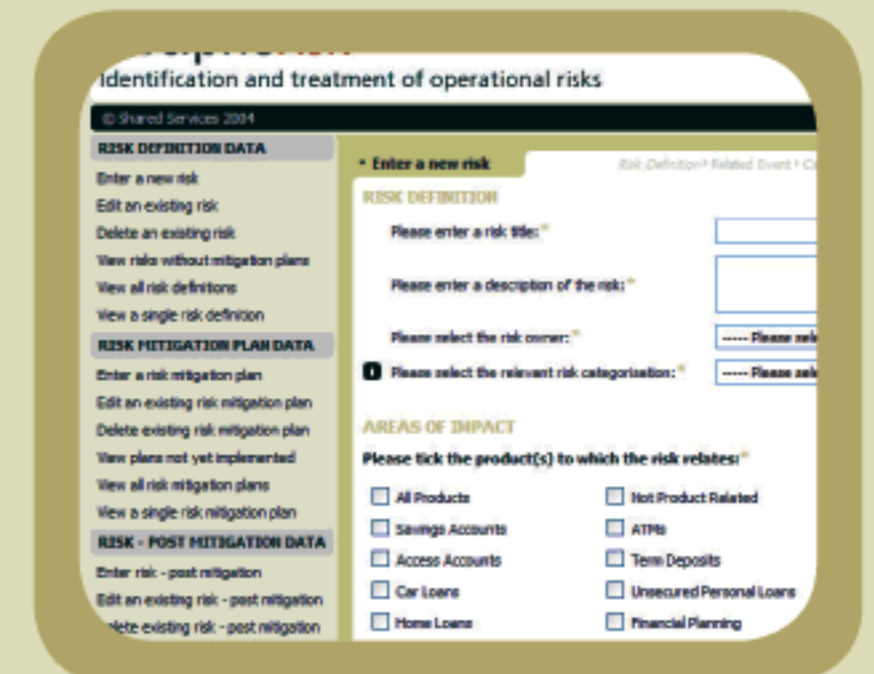 Identification and treatment of operational risks
© Shared Services 2004
RISK DEFINITION DATA
Enter a new risk
Edit an existing risk
Delete an existing risk
View risks without mitigation plans
View all risk definitions
View a single risk definition
RISK MITIGATION PLAN DATA
Enter a risk mitigation plan
Edit an existing risk mitigation plan
Delete existing risk mitigation plan
View plans not yet implemented
View all risk mitigation plans
View a single risk mitigation plan
RISK - POST MITIGATION DATA
Enter risk - post mitigation
Edit an existing risk - post mitigation
existing risk - post mitigation
• Enter a new risk
Risk Definition › Related Event ›
RISK DEFINITION
Please enter a risk title:*
Please enter a description of the risk:*
Please select the risk owner:* ----- Please
i Please select the relevant risk categorisation:* ----- Please
AREAS OF IMPACT
Please tick the product(s) to which the risk relates:*
All Products Not Product Related
Savings Accounts ATMs
Access Accounts Term Deposits
Car Loans Unsecured Personal Loans
Home Loans Financial Planning